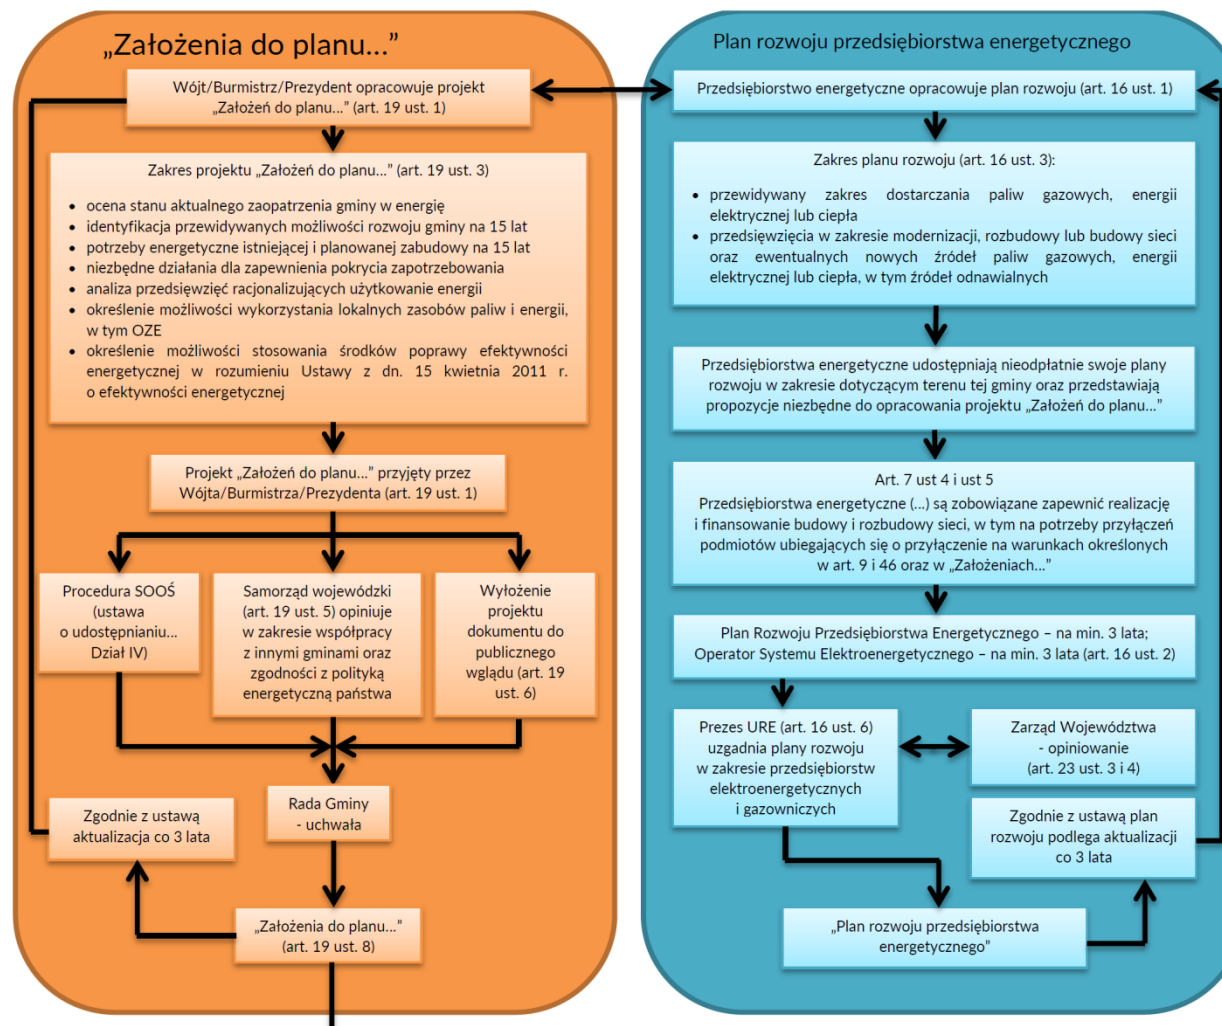 „Założenia do planu...”
Wójt/Burmistrz/Prezydent opracowuje projekt
„Założeń do planu...” (art. 19 ust. 1)
Zakres projektu „Założeń do planu...” (art. 19 ust. 3)
• ocena stanu aktualnego zaopatrzenia gminy w energię
• identyfikacja przewidywanych możliwości rozwoju gminy na 15 lat
• potrzeby energetyczne istniejącej i planowanej zabudowy na 15 lat
• niezbędne działania dla zapewnienia pokrycia zapotrzebowania
• analiza przedsięwzięć racjonalizujących użytkowanie energii
• określenie możliwości wykorzystania lokalnych zasobów paliw i energii,
w tym OZE
• określenie możliwości stosowania środków poprawy efektywności
energetycznej w rozumieniu Ustawy z dn. 15 kwietnia 2011 r.
o efektywności energetycznej
Projekt „Założeń do planu...” przyjęty przez
Wójta/Burmistrza/Prezydenta (art. 19 ust. 1)
Procedura SOOŚ
(ustawa
o udostępnianiu...
Dział IV)
Samorząd wojewódzki
(art. 19 ust. 5) opiniuje
w zakresie współpracy
z innymi gminami oraz
zgodności z polityką
energetyczną państwa
Wyłożenie
projektu
dokumentu do
publicznego
wglądu (art. 19
ust. 6)
Rada Gminy
- uchwała
Zgodnie z ustawą
aktualizacja co 3 lata
„Założenia do planu...”
(art. 19 ust. 8)
Plan rozwoju przedsiębiorstwa energetycznego
Przedsiębiorstwo energetyczne opracowuje plan rozwoju (art. 16 ust. 1)
Zakres planu rozwoju (art. 16 ust. 3):
• przewidywany zakres dostarczania paliw gazowych, energii
elektrycznej lub ciepła
• przedsięwzięcia w zakresie modernizacji, rozbudowy lub budowy sieci
oraz ewentualnych nowych źródeł paliw gazowych, energii
elektrycznej lub ciepła, w tym źródeł odnawialnych
Przedsiębiorstwa energetyczne udostępniają nieodpłatnie swoje plany
rozwoju w zakresie dotyczącym terenu tej gminy oraz przedstawiają
propozycje niezbędne do opracowania projektu „Założeń do planu...”
Art. 7 ust 4 i ust 5
Przedsiębiorstwa energetyczne (...) są zobowiązane zapewnić realizację
i finansowanie budowy i rozbudowy sieci, w tym na potrzeby przyłączeń
podmiotów ubiegających się o przyłączenie na warunkach określonych
w art. 9 i 46 oraz w „Założeniach...”
Plan Rozwoju Przedsiębiorstwa Energetycznego – na min. 3 lata;
Operator Systemu Elektroenergetycznego – na min. 3 lata (art. 16 ust. 2)
Prezes URE (art. 16 ust. 6)
uzgadnia plany rozwoju
w zakresie przedsiębiorstw
elektroenergetycznych
i gazowniczych
Zarząd Województwa
- opiniowanie
(art. 23 ust. 3 i 4)
Zgodnie z ustawą plan
rozwoju podlega aktualizacji
co 3 lata
„Plan rozwoju przedsiębiorstwa
energetycznego”